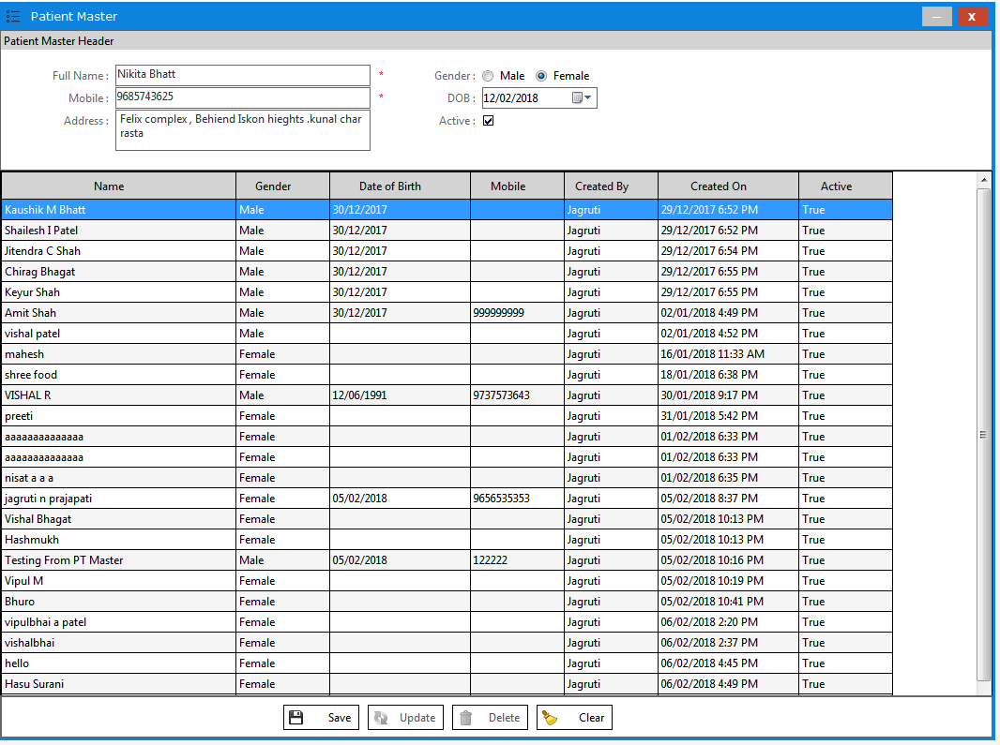 Patient Master
x
Patient Master Header
Full Name : Nikita Bhatt * Gender : Male Female
Mobile : 9685743625 * DOB : 12/02/2018
Address : Felix complex , Behiend Iskon hieghts .kunal char Active :
rasta
Name Gender Date of Birth Mobile Created By Created On Active
Kaushik M Bhatt Male 30/12/2017 Jagruti 29/12/2017 6:52 PM True
Shailesh I Patel Male 30/12/2017 Jagruti 29/12/2017 6:52 PM True
Jitendra C Shah Male 30/12/2017 Jagruti 29/12/2017 6:54 PM True
Chirag Bhagat Male 30/12/2017 Jagruti 29/12/2017 6:55 PM True
Keyur Shah Male 30/12/2017 Jagruti 29/12/2017 6:55 PM True
Amit Shah Male 30/12/2017 999999999 Jagruti 02/01/2018 4:49 PM True
vishal patel Male Jagruti 02/01/2018 4:52 PM True
mahesh Female Jagruti 16/01/2018 11:33 AM True
shree food Female Jagruti 18/01/2018 6:38 PM True
VISHAL R Male 12/06/1991 9737573643 Jagruti 30/01/2018 9:17 PM True
preeti Female Jagruti 31/01/2018 5:42 PM True
aaaaaaaaaaaaaa Female Jagruti 01/02/2018 6:33 PM True
aaaaaaaaaaaaaa Female Jagruti 01/02/2018 6:33 PM True
nisat a a a Female Jagruti 01/02/2018 6:35 PM True
jagruti n prajapati Female 05/02/2018 9656535353 Jagruti 05/02/2018 8:37 PM True
Vishal Bhagat Female Jagruti 05/02/2018 10:13 PM True
Hashmukh Female Jagruti 05/02/2018 10:13 PM True
Testing From PT Master Male 05/02/2018 122222 Jagruti 05/02/2018 10:16 PM True
Vipul M Female Jagruti 05/02/2018 10:19 PM True
Bhuro Female Jagruti 05/02/2018 10:41 PM True
vipulbhai a patel Female Jagruti 06/02/2018 2:20 PM True
vishalbhai Female Jagruti 06/02/2018 2:37 PM True
hello Female Jagruti 06/02/2018 4:45 PM True
Hasu Surani Female Jagruti 06/02/2018 4:49 PM True
Save Update Delete Clear